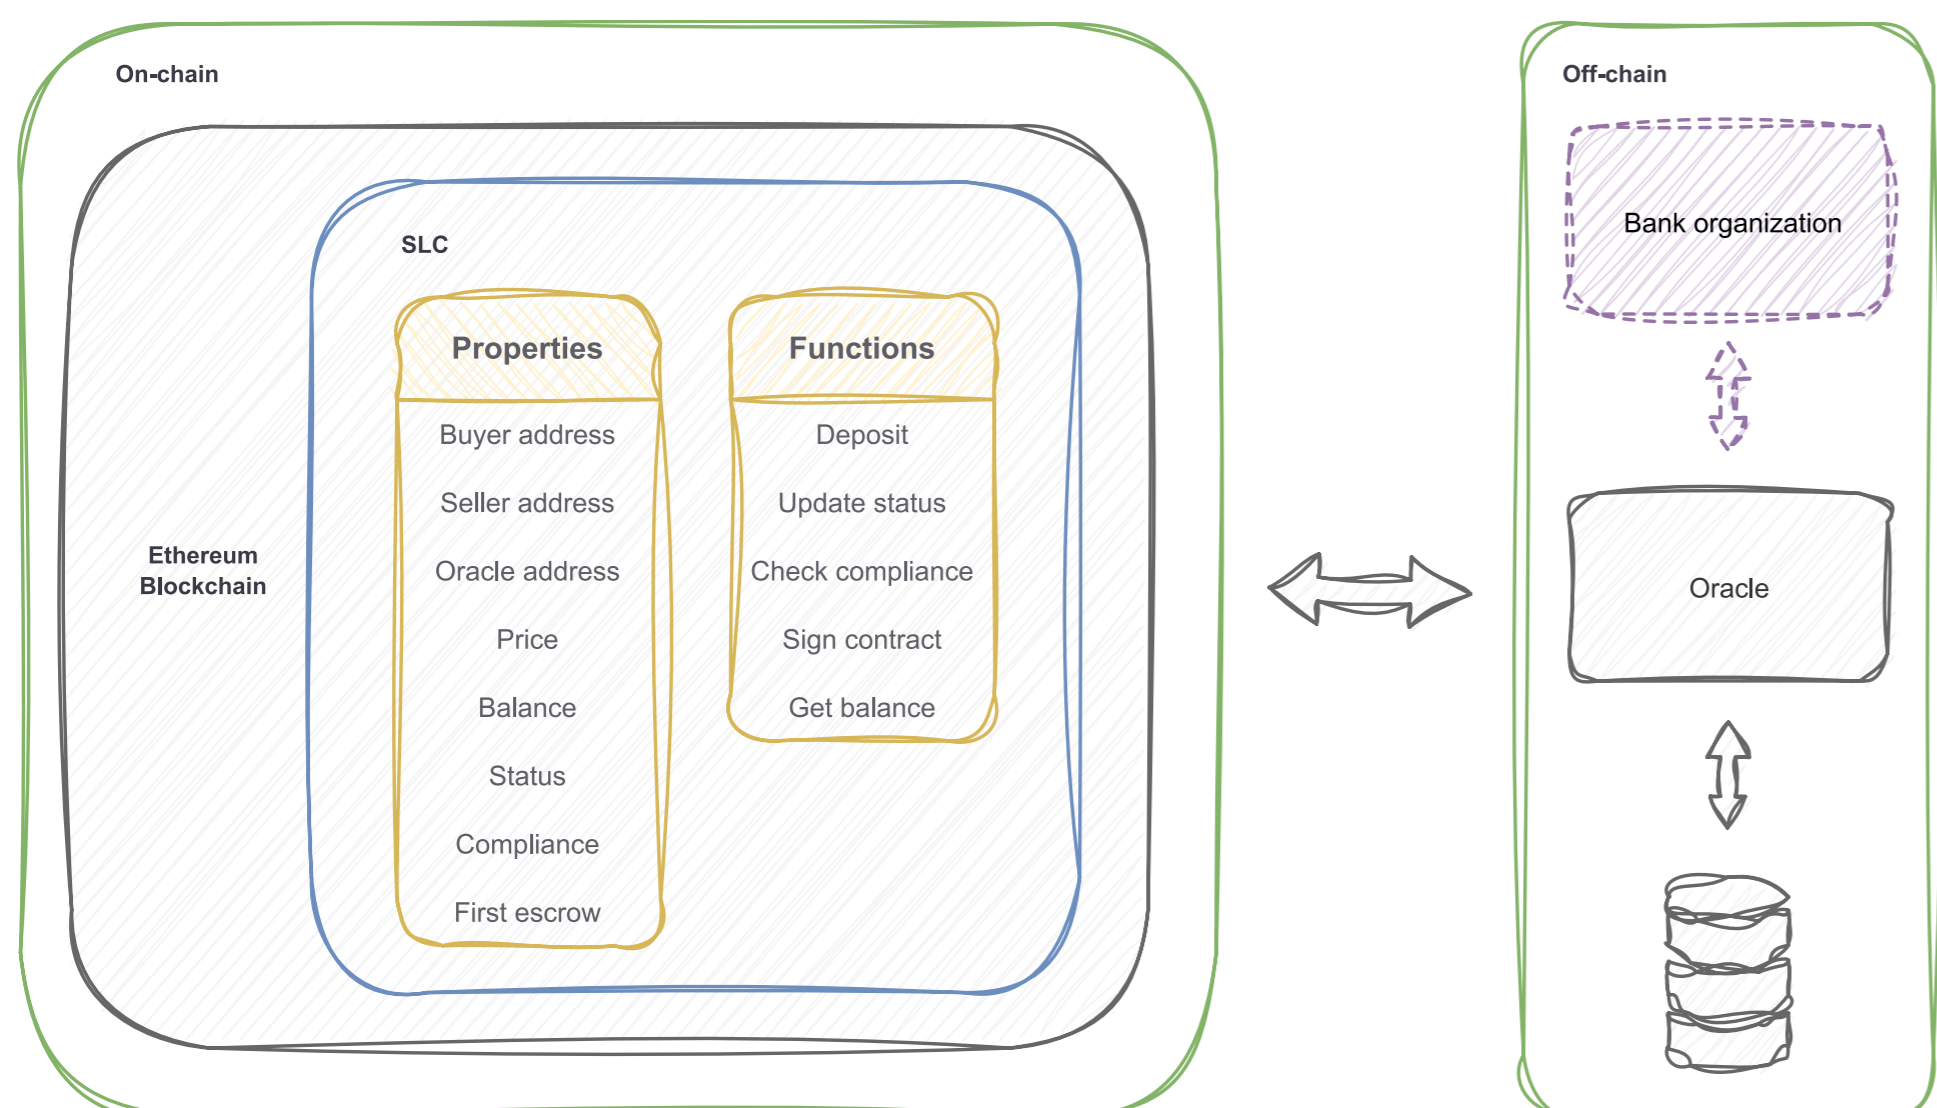 On-chain
SLC
Properties
Buyer address
Seller address
Oracle address
Price
Balance
Status
Compliance
First escrow
Functions
Deposit
Update status
Check compliance
Sign contract
Get balance
Ethereum
Blockchain
Off-chain
Bank organization
Oracle